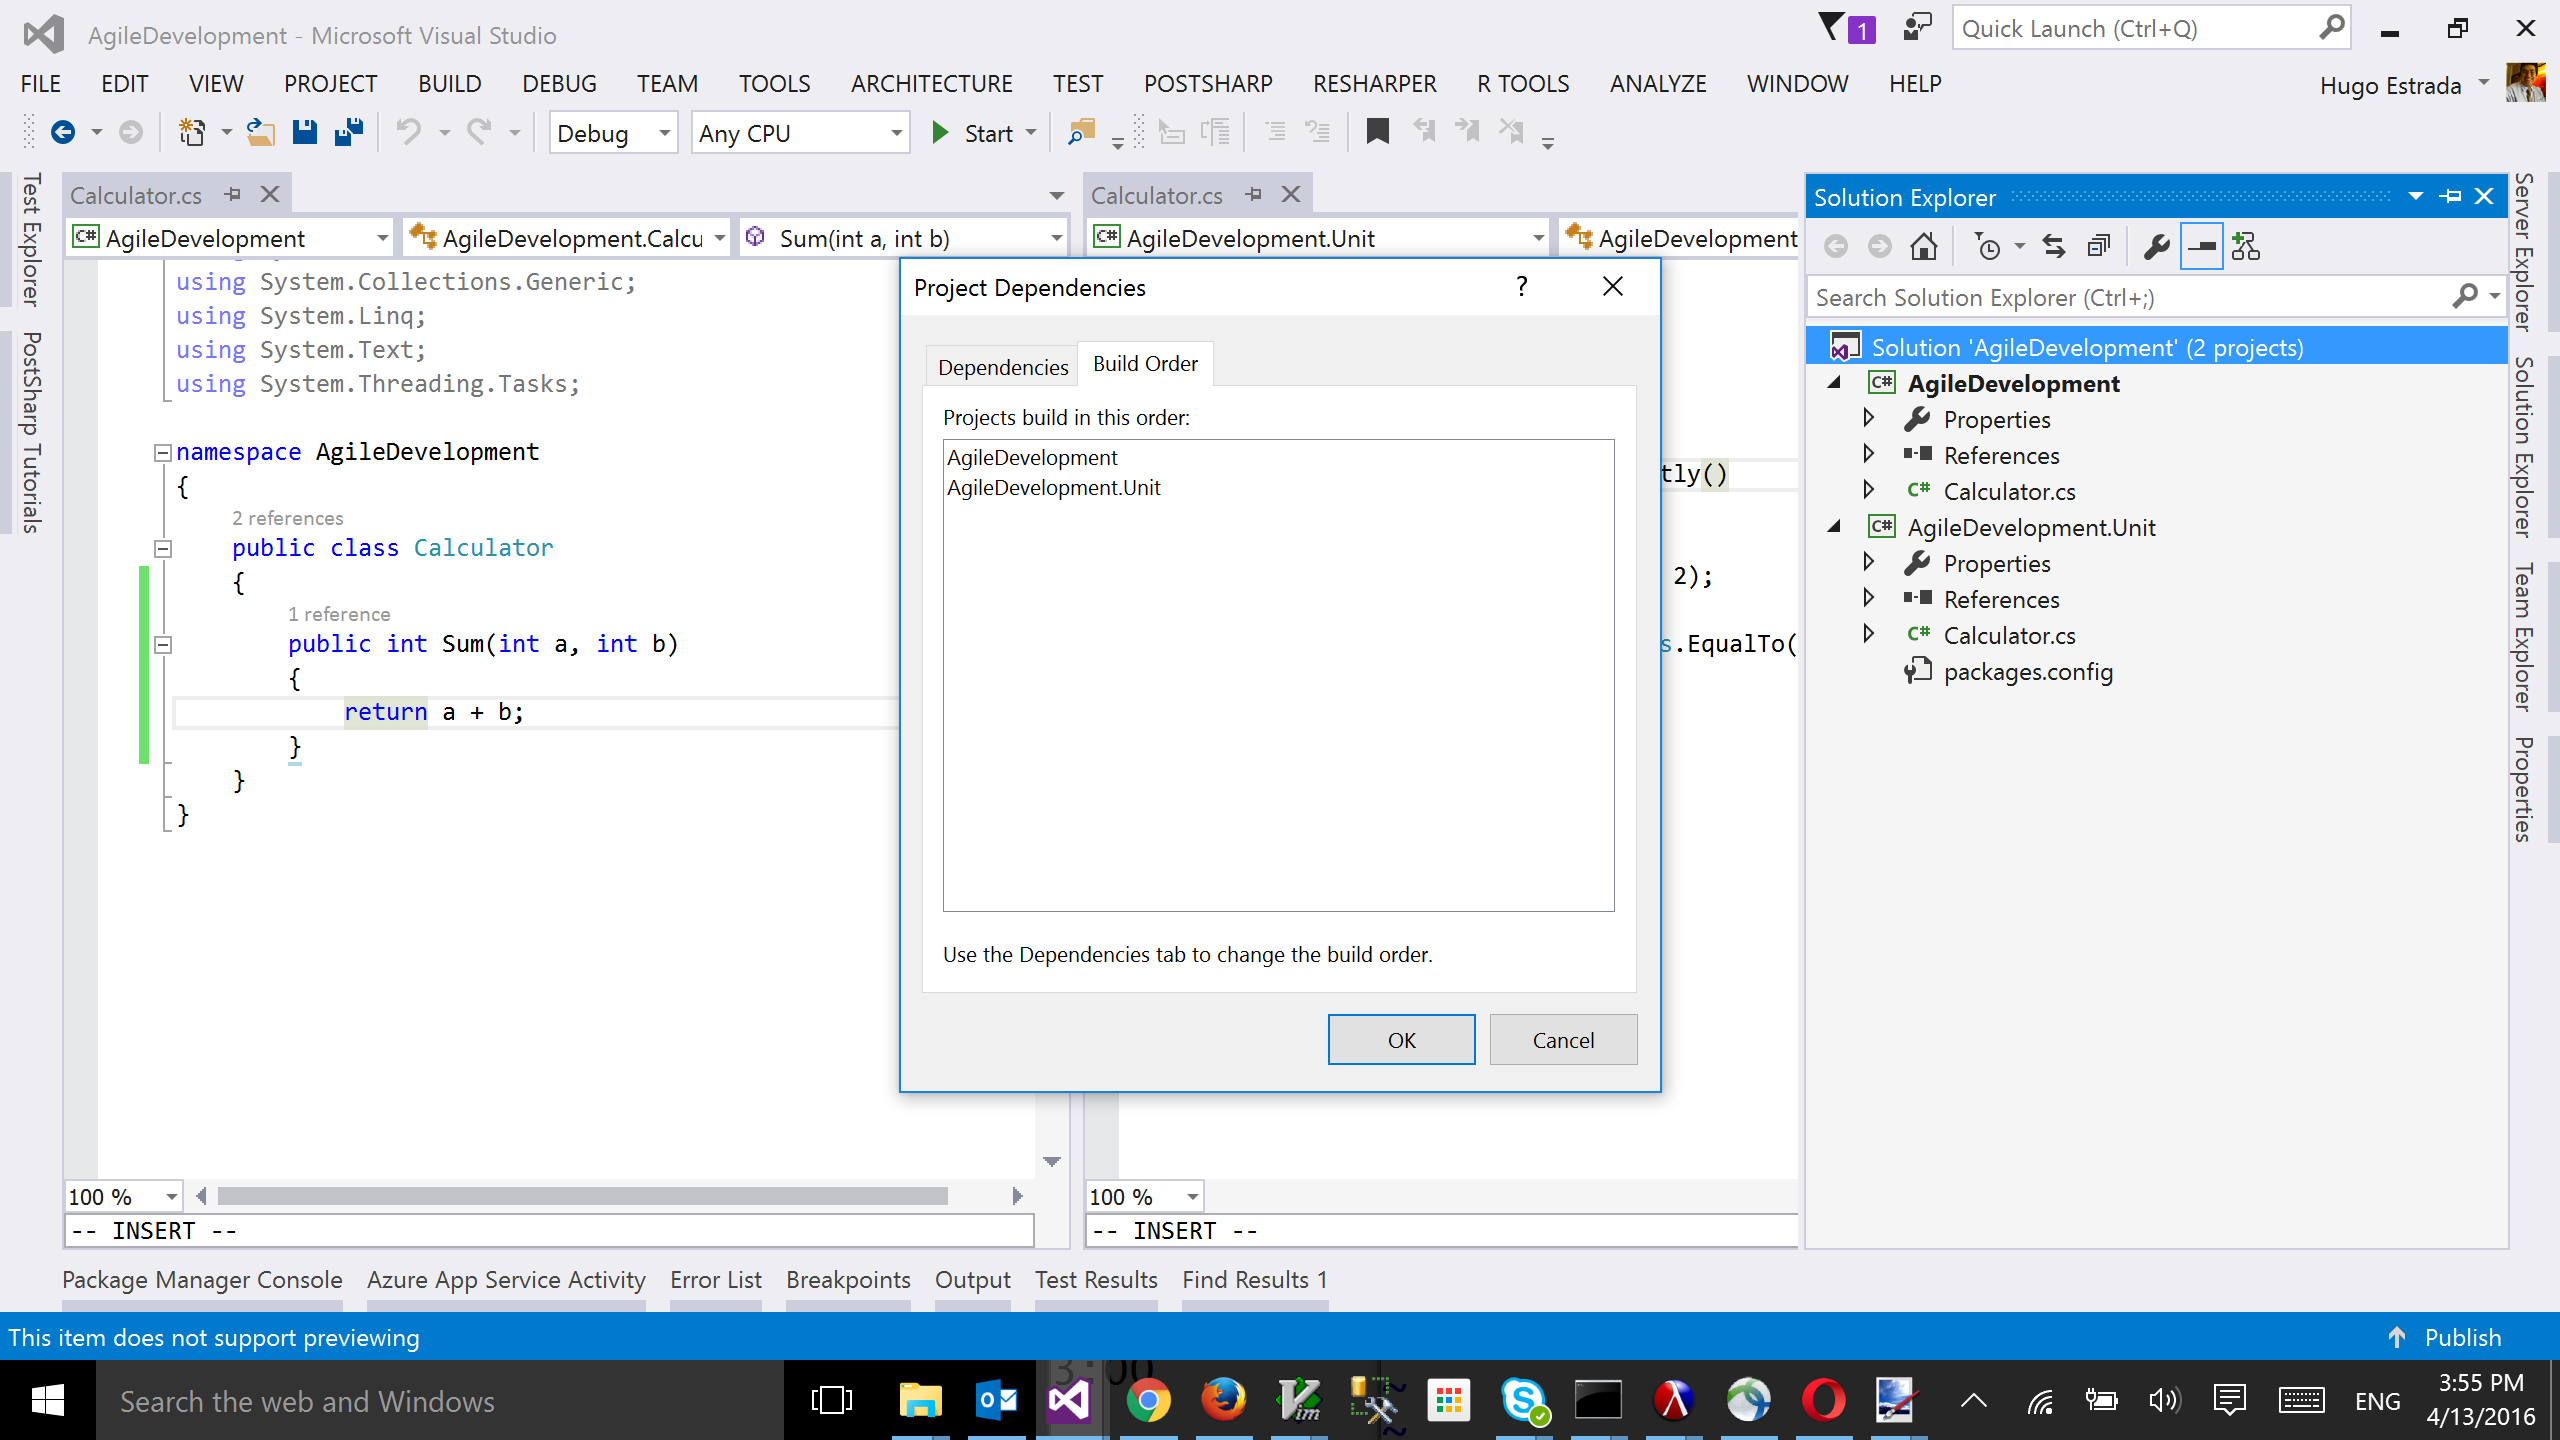 AgileDevelopment - Microsoft Visual Studio
1
Quick Launch (Ctrl+Q)
FILE EDIT VIEW PROJECT BUILD DEBUG TEAM TOOLS ARCHITECTURE TEST POSTSHARP RESHARPER R TOOLS ANALYZE WINDOW HELP
Hugo Estrada
Debug
Any CPU
Start
Test Explorer
PostSharp Tutorials
Calculator.cs
AgileDevelopment
AgileDevelopment.Calcu
Sum(int a, int b)
using System.Collections.Generic;
using System.Linq;
using System.Text;
using System.Threading.Tasks;
namespace AgileDevelopment
{
2 references
public class Calculator
{
1 reference
public int Sum(int a, int b)
{
return a + b;
}
}
}
100 %
-- INSERT --
Calculator.cs
AgileDevelopment.Unit
AgileDevelopment
tly()
2);
s.EqualTo(
100 %
-- INSERT --
Project Dependencies
?
Dependencies
Build Order
Projects build in this order:
AgileDevelopment
AgileDevelopment.Unit
Use the Dependencies tab to change the build order.
OK
Cancel
Solution Explorer
Search Solution Explorer (Ctrl+;)
Solution 'AgileDevelopment' (2 projects)
C# AgileDevelopment
Properties
References
C# Calculator.cs
C# AgileDevelopment.Unit
Properties
References
C# Calculator.cs
packages.config
Server Explorer
Solution Explorer
Team Explorer
Properties
Package Manager Console Azure App Service Activity Error List Breakpoints Output Test Results Find Results 1
This item does not support previewing
Publish
Search the web and Windows
ENG
3:55 PM
4/13/2016